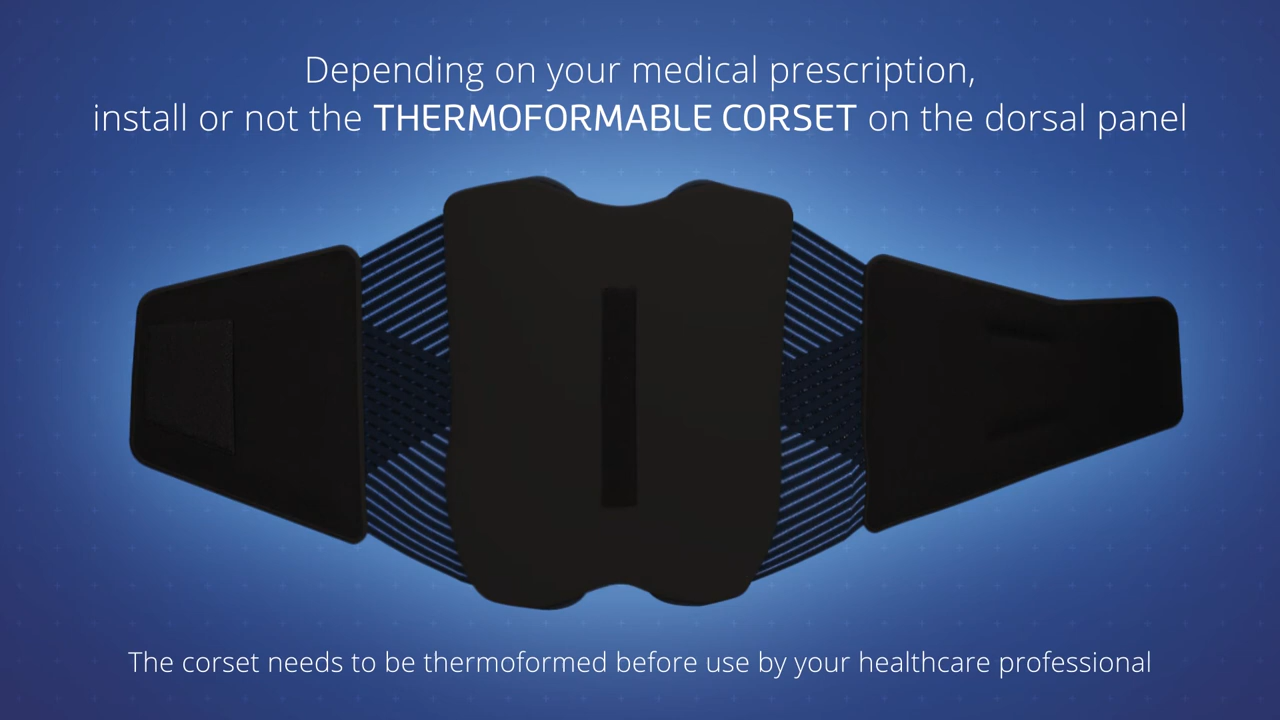 Depending on your medical prescription,
install or not the THERMOFORMABLE CORSET on the dorsal panel
The corset needs to be thermoformed before use by your healthcare professional